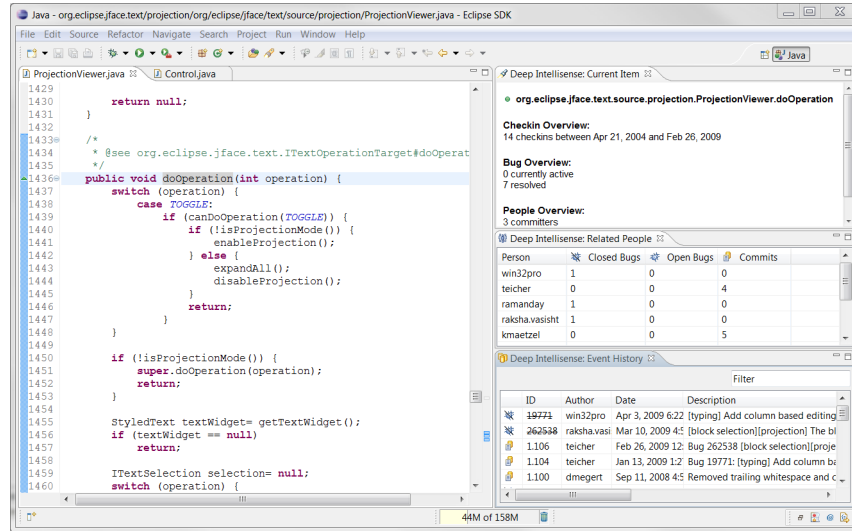 Java - org.eclipse.jface.text/projection/org/eclipse/jface/text/source/projection/ProjectionViewer.java - Eclipse SDK
File Edit Source Refactor Navigate Search Project Run Window Help
Java
ProjectionViewer.java
Control.java
1429
1430 return null;
1431 }
1432
1433 /*
1434 * @see org.eclipse.jface.text.ITextOperationTarget#doOperat
1435 */
1436 public void doOperation(int operation) {
1437 switch (operation) {
1438 case TOGGLE:
1439 if (canDoOperation(TOGGLE)) {
1440 if (!isProjectionMode()) {
1441 enableProjection();
1442 } else {
1443 expandAll();
1444 disableProjection();
1445 }
1446 return;
1447 }
1448 }
1449
1450 if (!isProjectionMode()) {
1451 super.doOperation(operation);
1452 return;
1453 }
1454
1455 StyledText textWidget= getTextWidget();
1456 if (textWidget == null)
1457 return;
1458
1459 ITextSelection selection= null;
1460 switch (operation) {
Deep Intellisense: Current Item
org.eclipse.jface.text.source.projection.ProjectionViewer.doOperation
Checkin Overview:
14 checkins between Apr 21, 2004 and Feb 26, 2009
Bug Overview:
0 currently active
7 resolved
People Overview:
3 committers
Deep Intellisense: Related People
Person Closed Bugs Open Bugs Commits
win32pro 1 0 0
teicher 0 0 4
ramanday 1 0 0
raksha.vasisht 1 0 0
kmaetzel 0 0 5
Deep Intellisense: Event History
Filter
ID Author Date Description
19771 win32pro Apr 3, 2009 6:22 [typing] Add column based editing
262538 raksha.vasi Mar 10, 2009 4:5 [block selection][projection] The bl
1.106 teicher Feb 26, 2009 12: Bug 262538 [block selection][proje
1.104 teicher Jan 13, 2009 1:2 Bug 19771: [typing] Add column ba
1.100 dmegert Sep 11, 2008 4:5 Removed trailing whitespace and c
44M of 158M